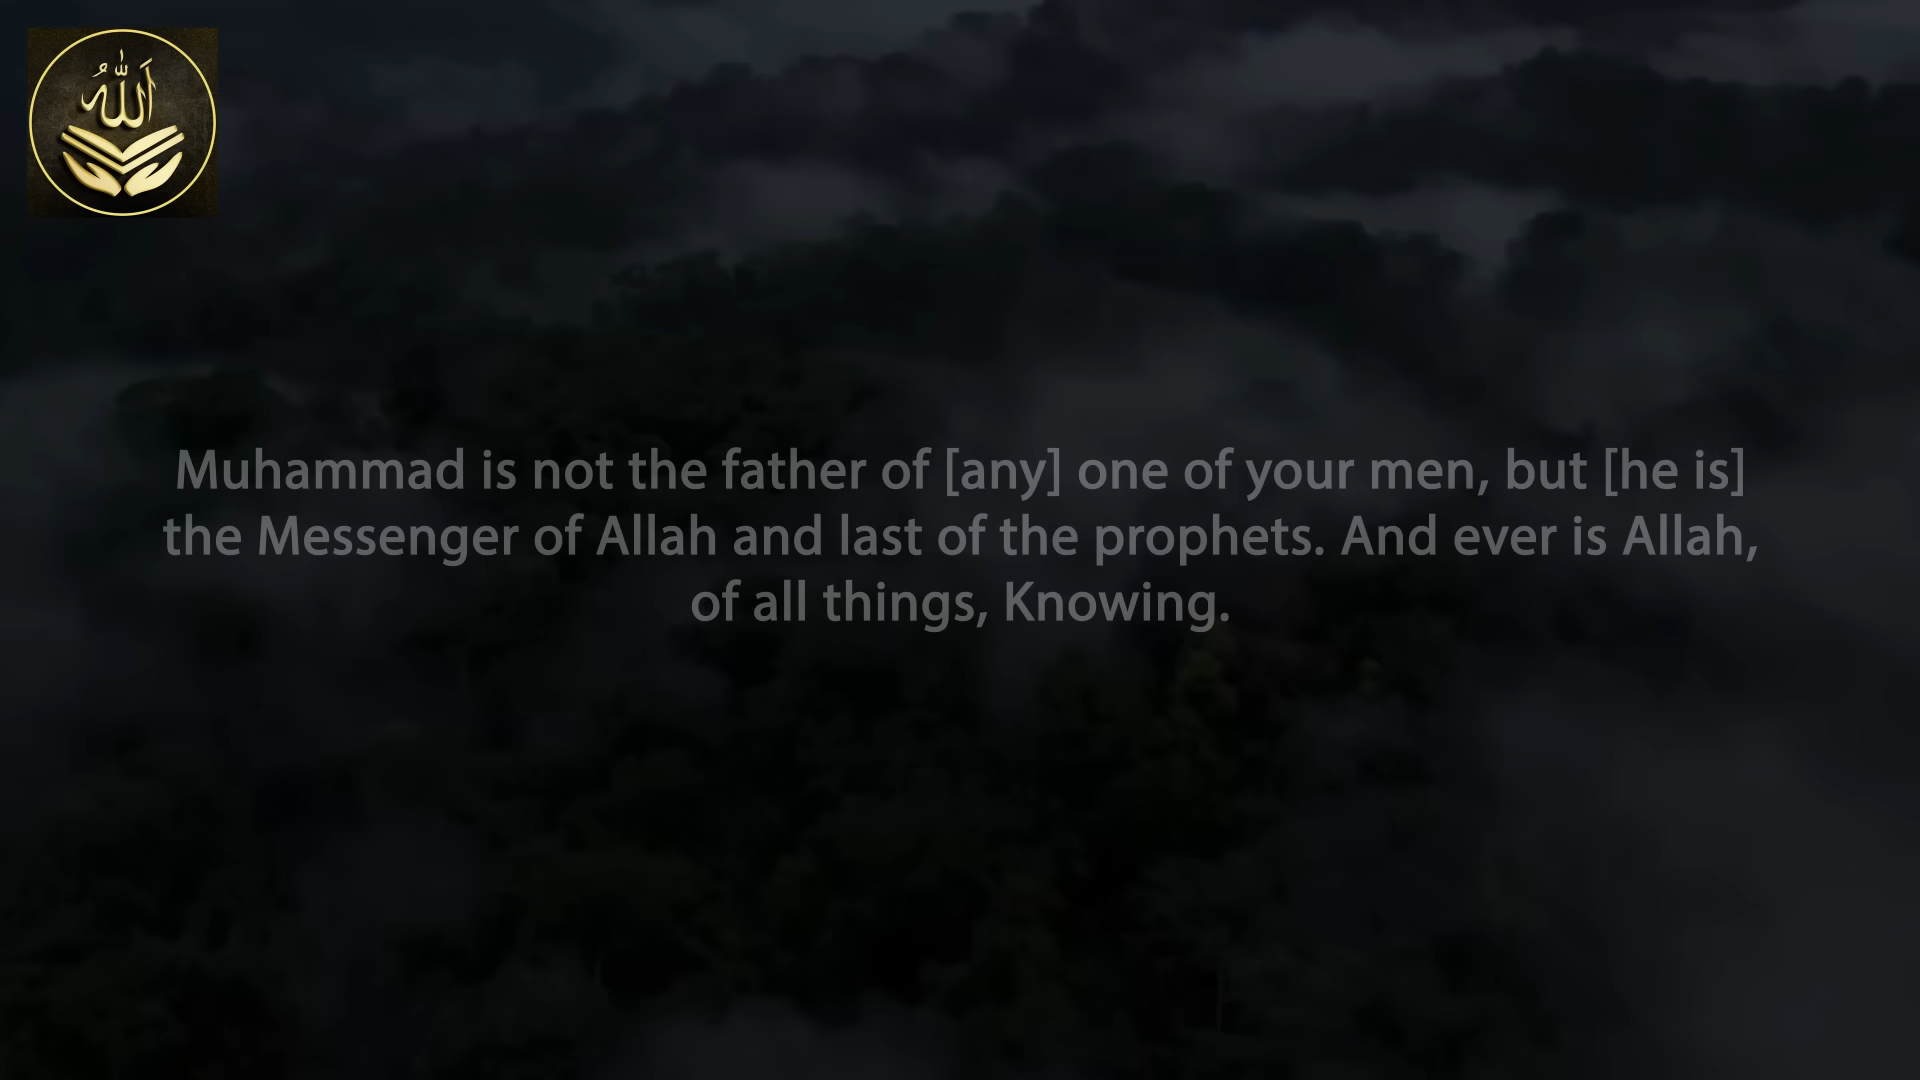 اللّٰهُ
Muhammad is not the father of [any] one of your men, but [he is]
the Messenger of Allah and last of the prophets. And ever is Allah,
of all things, Knowing.